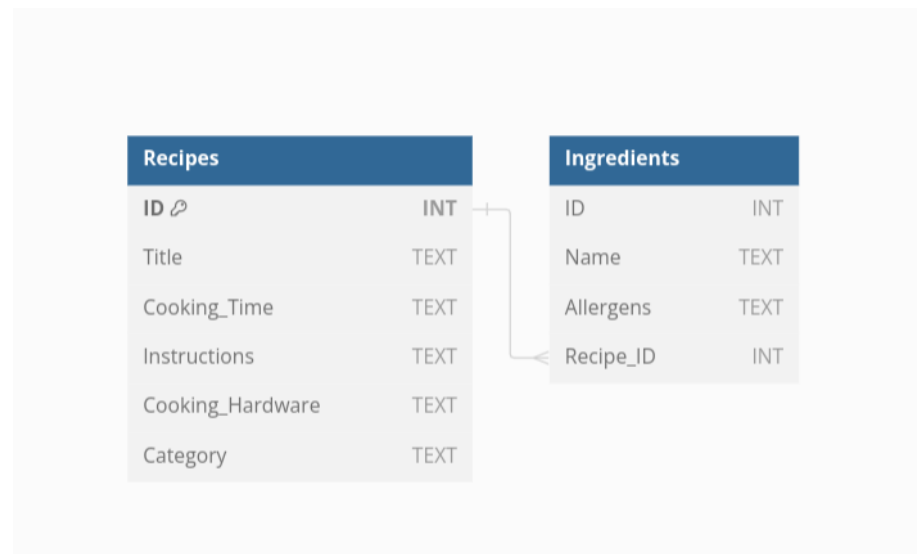 Recipes
ID INT
Title TEXT
Cooking_Time TEXT
Instructions TEXT
Cooking_Hardware TEXT
Category TEXT
Ingredients
ID INT
Name TEXT
Allergens TEXT
Recipe_ID INT